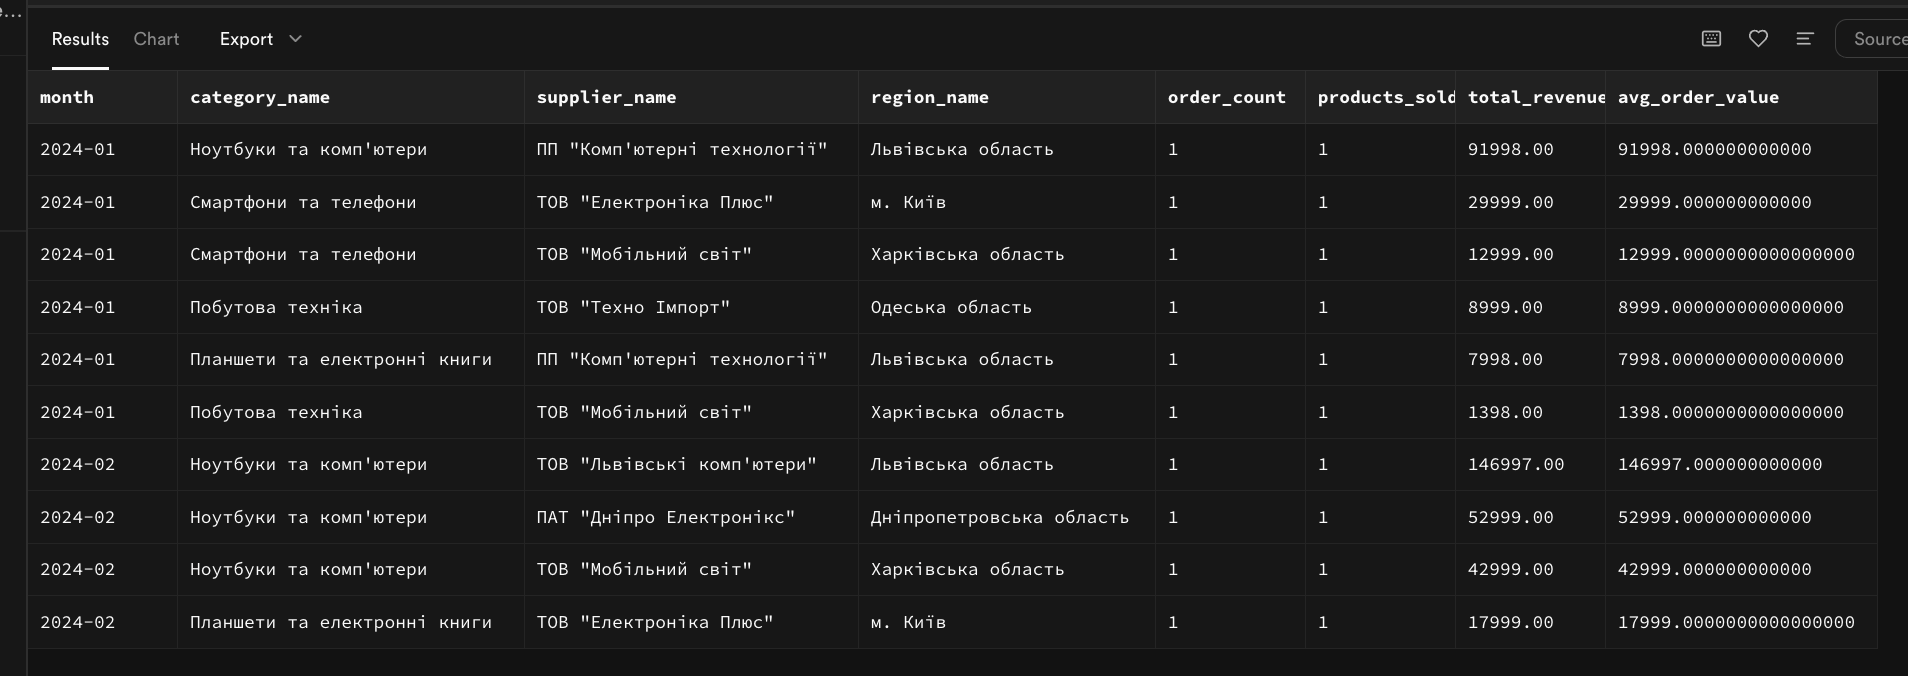 e...
Results Chart Export Source
month category_name supplier_name region_name order_count products_sold total_revenue avg_order_value
2024-01 Ноутбуки та комп'ютери ПП "Комп'ютерні технології" Львівська область 1 1 91998.00 91998.000000000000
2024-01 Смартфони та телефони ТОВ "Електроніка Плюс" м. Київ 1 1 29999.00 29999.000000000000
2024-01 Смартфони та телефони ТОВ "Мобільний світ" Харківська область 1 1 12999.00 12999.0000000000000000
2024-01 Побутова техніка ТОВ "Техно Імпорт" Одеська область 1 1 8999.00 8999.0000000000000000
2024-01 Планшети та електронні книги ПП "Комп'ютерні технології" Львівська область 1 1 7998.00 7998.0000000000000000
2024-01 Побутова техніка ТОВ "Мобільний світ" Харківська область 1 1 1398.00 1398.0000000000000000
2024-02 Ноутбуки та комп'ютери ТОВ "Львівські комп'ютери" Львівська область 1 1 146997.00 146997.000000000000
2024-02 Ноутбуки та комп'ютери ПАТ "Дніпро Електронікс" Дніпропетровська область 1 1 52999.00 52999.000000000000
2024-02 Ноутбуки та комп'ютери ТОВ "Мобільний світ" Харківська область 1 1 42999.00 42999.000000000000
2024-02 Планшети та електронні книги ТОВ "Електроніка Плюс" м. Київ 1 1 17999.00 17999.0000000000000000